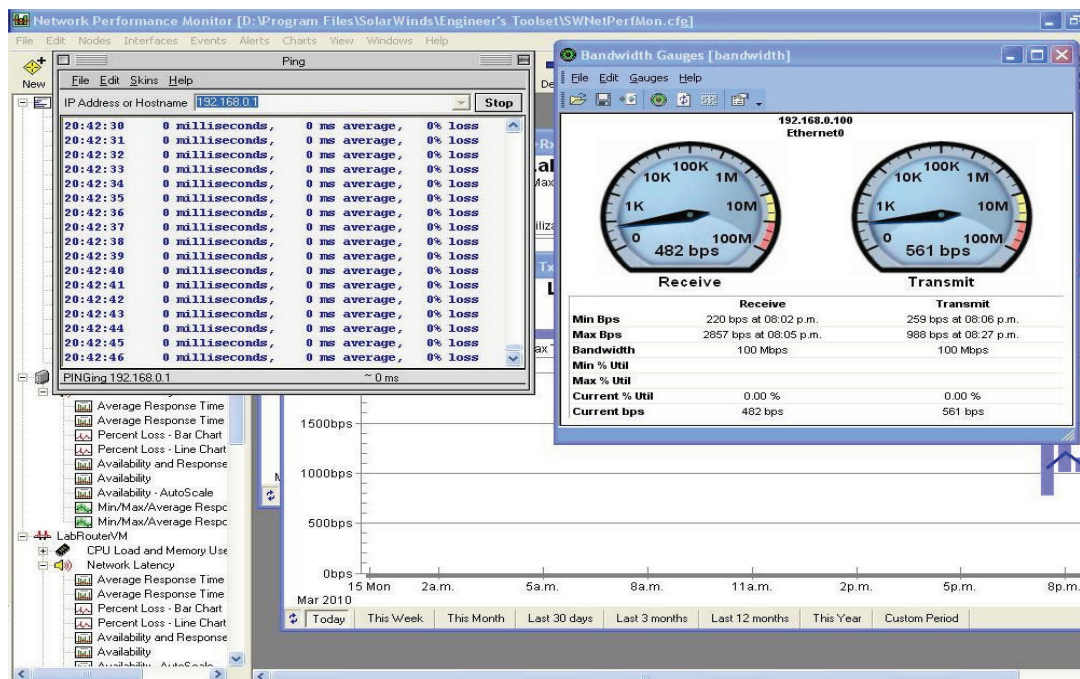 Network Performance Monitor [D:\Program Files\SolarWinds\Engineer's Toolset\SWNetPerfMon.cfg]
File Edit Nodes Interfaces Events Alerts Charts View Windows Help
New
Ping
File Edit Skins Help
IP Address or Hostname 192.168.0.1 Stop
20:42:30 0 milliseconds, 0 ms average, 0% loss
20:42:31 0 milliseconds, 0 ms average, 0% loss
20:42:32 0 milliseconds, 0 ms average, 0% loss
20:42:33 0 milliseconds, 0 ms average, 0% loss
20:42:34 0 milliseconds, 0 ms average, 0% loss
20:42:35 0 milliseconds, 0 ms average, 0% loss
20:42:36 0 milliseconds, 0 ms average, 0% loss
20:42:37 0 milliseconds, 0 ms average, 0% loss
20:42:38 0 milliseconds, 0 ms average, 0% loss
20:42:39 0 milliseconds, 0 ms average, 0% loss
20:42:40 0 milliseconds, 0 ms average, 0% loss
20:42:41 0 milliseconds, 0 ms average, 0% loss
20:42:42 0 milliseconds, 0 ms average, 0% loss
20:42:43 0 milliseconds, 0 ms average, 0% loss
20:42:44 0 milliseconds, 0 ms average, 0% loss
20:42:45 0 milliseconds, 0 ms average, 0% loss
20:42:46 0 milliseconds, 0 ms average, 0% loss
PINGing 192.168.0.1 ~ 0 ms
Bandwidth Gauges [bandwidth]
File Edit Gauges Help
192.168.0.100
Ethernet0
0 1K 10K 100K 1M 10M 100M
482 bps
Receive
0 1K 10K 100K 1M 10M 100M
561 bps
Transmit
Receive Transmit
Min Bps 220 bps at 08:02 p.m. 259 bps at 08:06 p.m.
Max Bps 2857 bps at 08:05 p.m. 988 bps at 08:27 p.m.
Bandwidth 100 Mbps 100 Mbps
Min % Util
Max % Util
Current % Util 0.00 % 0.00 %
Current bps 482 bps 561 bps
Average Response Time
Average Response Time
Percent Loss - Bar Chart
Percent Loss - Line Chart
Availability and Response
Availability
Availability - AutoScale
Min/Max/Average Respo
Min/Max/Average Respo
LabRouterVM
CPU Load and Memory Use
Network Latency
Average Response Time
Average Response Time
Percent Loss - Bar Chart
Percent Loss - Line Chart
Availability and Response
Availability
Availability - AutoScale
1500bps
1000bps
500bps
0bps
15 Mon 2a.m. 5a.m. 8a.m. 11a.m. 2p.m. 5p.m. 8p.m.
Mar 2010
Today This Week This Month Last 30 days Last 3 months Last 12 months This Year Custom Period